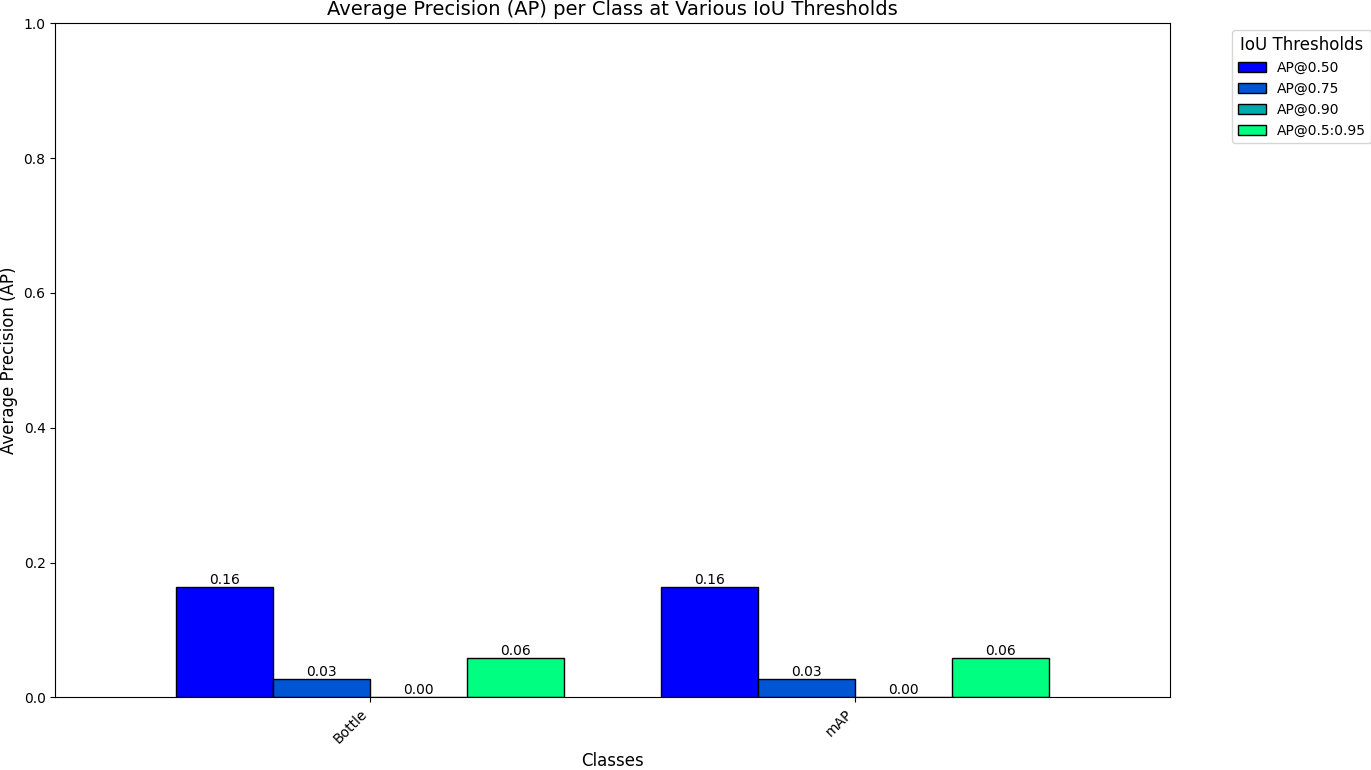 Average Precision (AP) per Class at Various IoU Thresholds
IoU Thresholds
AP@0.50
AP@0.75
AP@0.90
AP@0.5:0.95
Average Precision (AP)
1.0
0.8
0.6
0.4
0.2
0.0
0.16
0.03
0.00
0.06
0.16
0.03
0.00
0.06
Bottle
mAP
Classes